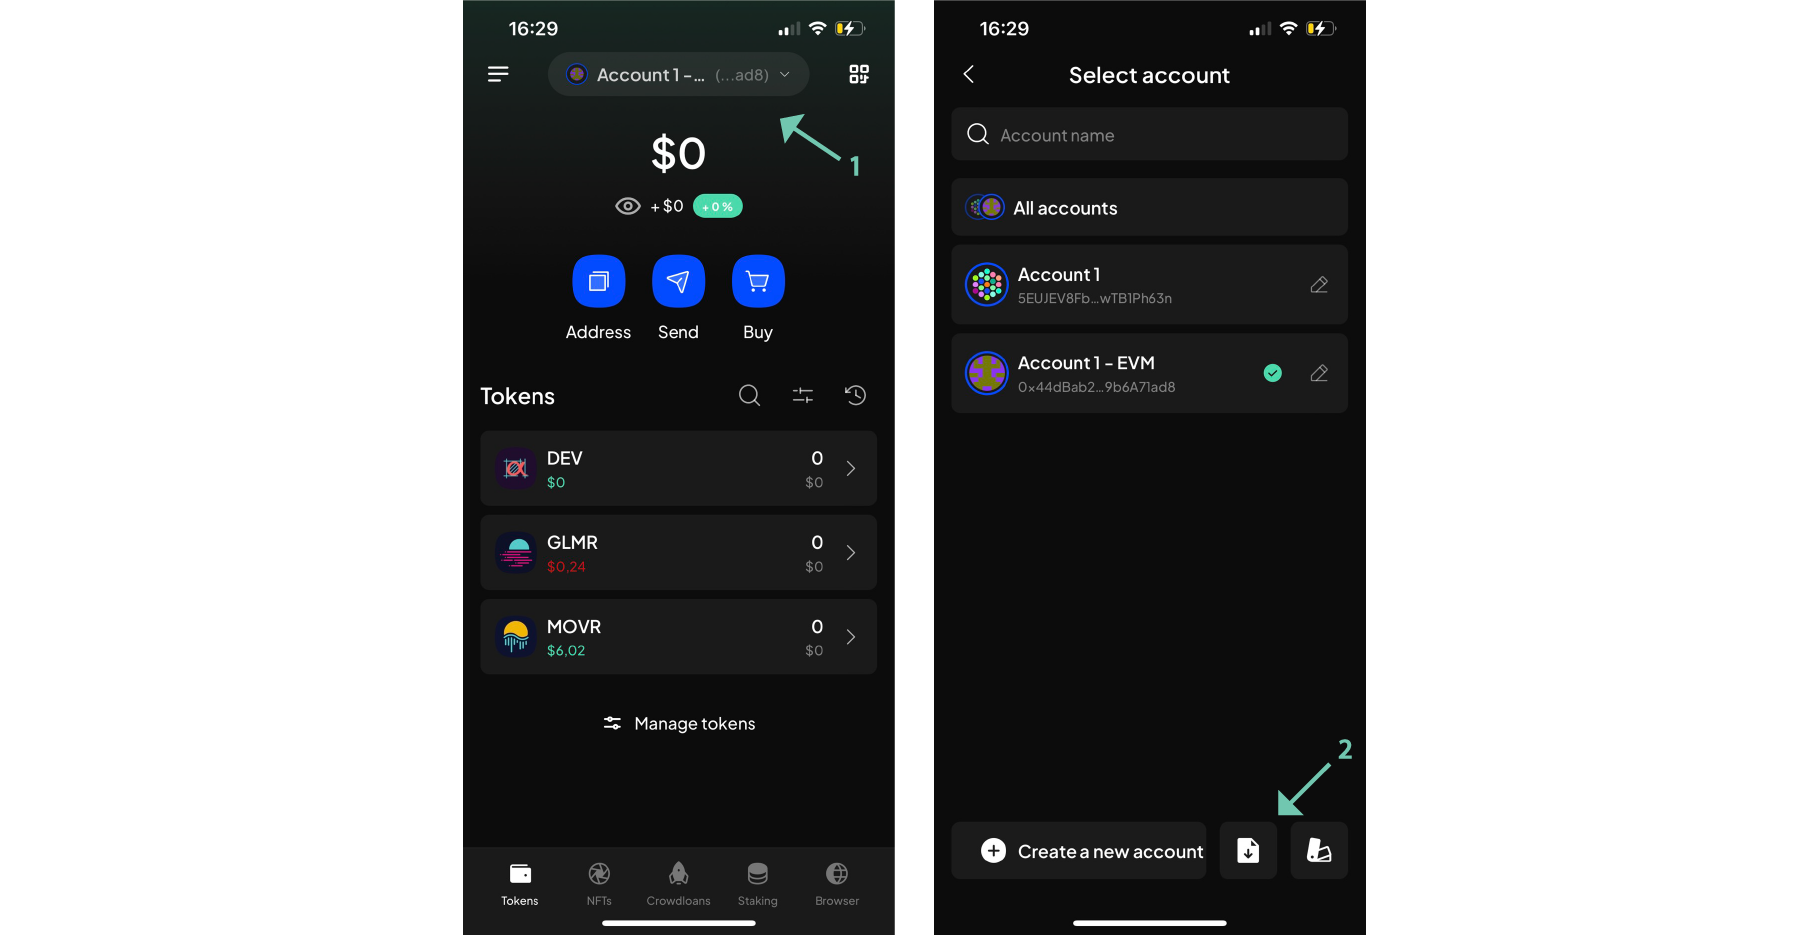 16:29
Account 1 -... (...ad8)
1
$0
+ $0 + 0 %
Address Send Buy
Tokens
DEV 0
$0 $0
GLMR 0
$0,24 $0
MOVR 0
$6,02 $0
Manage tokens
Tokens NFTs Crowdloans Staking Browser
16:29
Select account
Account name
All accounts
Account 1
5EUJEV8Fb...wTB1Ph63n
Account 1 - EVM
0x44dBab2...9b6A71ad8
2
Create a new account